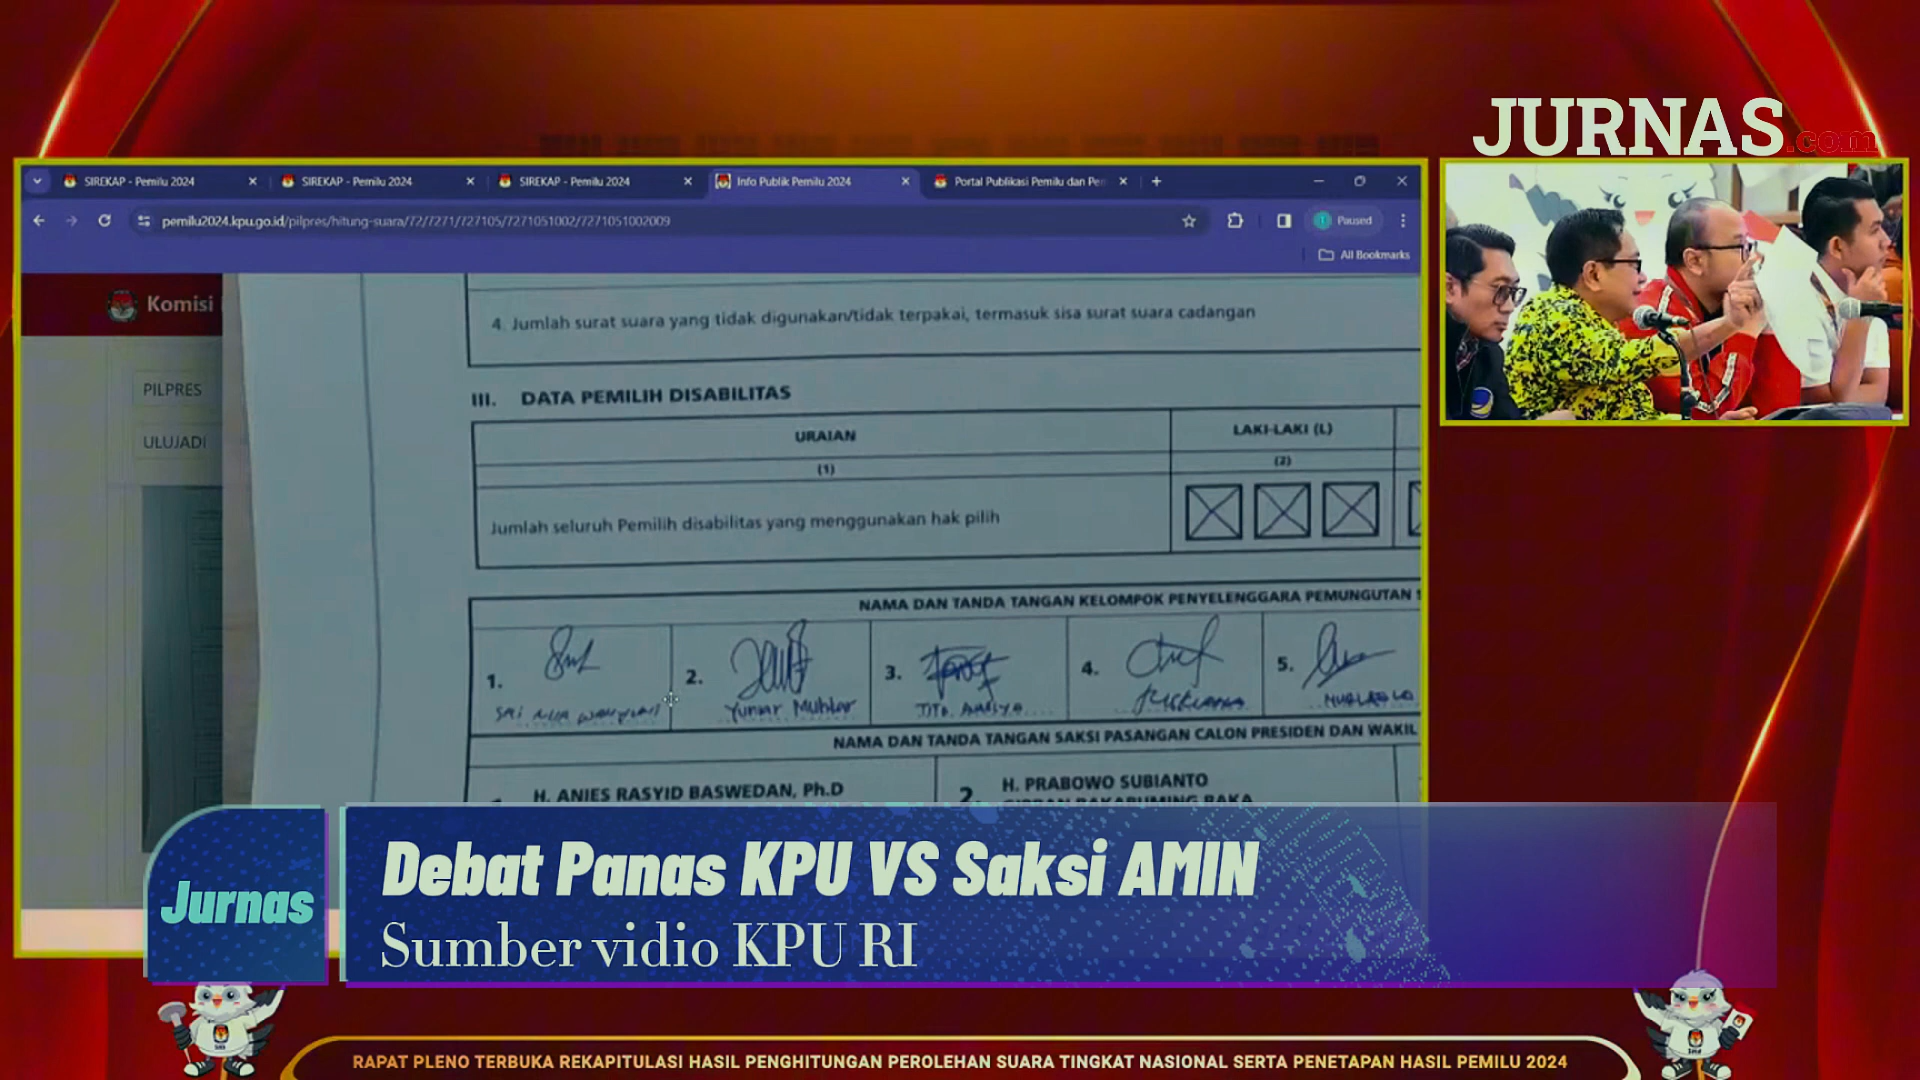 JURNAS.com
SIREKAP - Pemilu 2024
SIREKAP - Pemilu 2024
SIREKAP - Pemilu 2024
Info Publik Pemilu 2024
Portal Publikasi Pemilu dan Pe
pemilu2024.kpu.go.id/pilpres/hitung-suara/72/7271/727105/7271051002/7271051002009
Paused
All Bookmarks
Komisi
PILPRES
ULUJADI
4. Jumlah surat suara yang tidak digunakan/tidak terpakai, termasuk sisa surat suara cadangan
III. DATA PEMILIH DISABILITAS
URAIAN
LAKI-LAKI (L)
(1)
(2)
Jumlah seluruh Pemilih disabilitas yang menggunakan hak pilih
NAMA DAN TANDA TANGAN KELOMPOK PENYELENGGARA PEMUNGUTAN
1.
2.
3.
4.
5.
Yuniar Muhtar
NAMA DAN TANDA TANGAN SAKSI PASANGAN CALON PRESIDEN DAN WAKIL
H. ANIES RASYID BASWEDAN, Ph.D
2. H. PRABOWO SUBIANTO
Jurnas
Debat Panas KPU VS Saksi AMIN
Sumber vidio KPU RI
RAPAT PLENO TERBUKA REKAPITULASI HASIL PENGHITUNGAN PEROLEHAN SUARA TINGKAT NASIONAL SERTA PENETAPAN HASIL PEMILU 2024